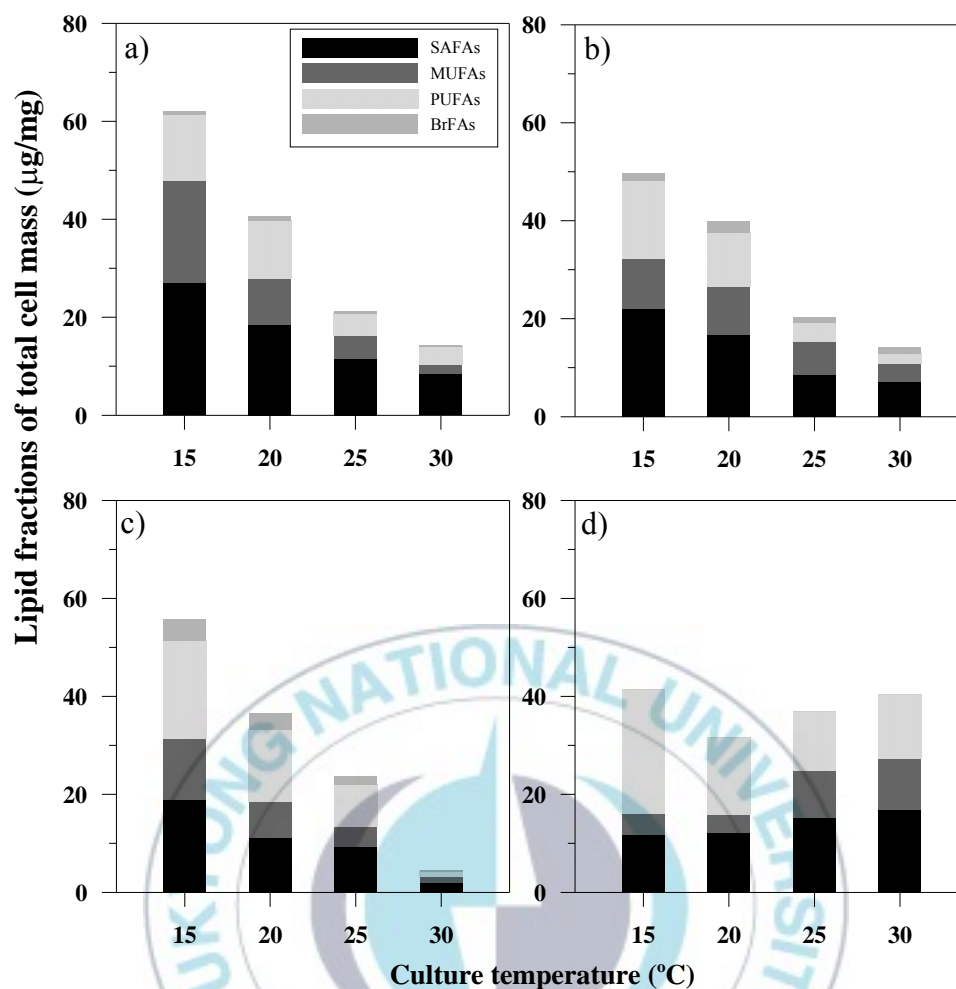 Lipid fractions of total cell mass (µg/mg)
a)
80
60
40
20
0
SAFAs
MUFAs
PUFAs
BrFAs
15 20 25 30
b)
80
60
40
20
0
15 20 25 30
c)
80
60
40
20
0
15 20 25 30
d)
80
60
40
20
0
15 20 25 30
Culture temperature (ºC)
UKYONG NATIONAL UNIVERSIT